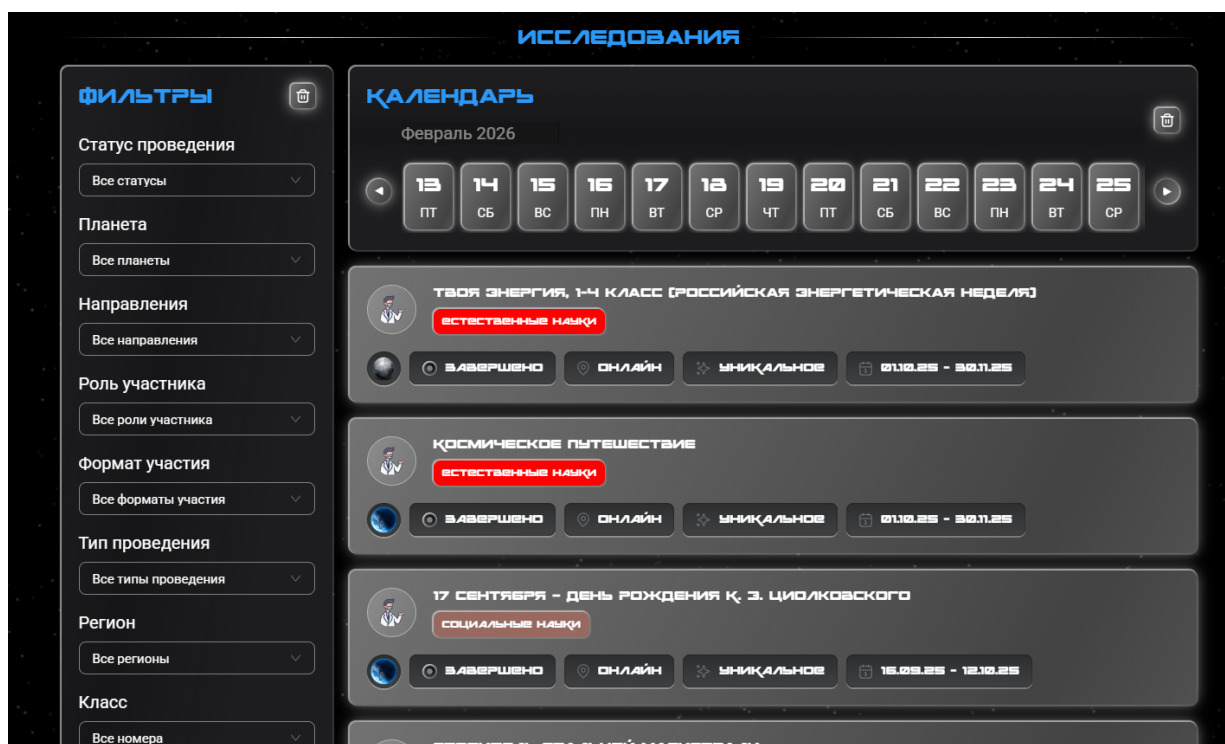 ИССЛЕДОВАНИЯ
ФИЛЬТРЫ
Статус проведения
Все статусы
Планета
Все планеты
Направления
Все направления
Роль участника
Все роли участника
Формат участия
Все форматы участия
Тип проведения
Все типы проведения
Регион
Все регионы
Класс
Все номера
КАЛЕНДАРЬ
Февраль 2026
13 14 15 16 17 18 19 20 21 22 23 24 25
ПТ СБ ВС ПН ВТ СР ЧТ ПТ СБ ВС ПН ВТ СР
ТВОЯ ЭНЕРГИЯ, 1-4 КЛАСС (РОССИЙСКАЯ ЭНЕРГЕТИЧЕСКАЯ НЕДЕЛЯ)
ЕСТЕСТВЕННЫЕ НАУКИ
ЗАВЕРШЕНО ОНЛАЙН УНИКАЛЬНОЕ 01.10.25 - 30.11.25
КОСМИЧЕСКОЕ ПУТЕШЕСТВИЕ
ЕСТЕСТВЕННЫЕ НАУКИ
ЗАВЕРШЕНО ОНЛАЙН УНИКАЛЬНОЕ 01.10.25 - 30.11.25
17 СЕНТЯБРЯ - ДЕНЬ РОЖДЕНИЯ К. Э. ЦИОЛКОВСКОГО
СОЦИАЛЬНЫЕ НАУКИ
ЗАВЕРШЕНО ОНЛАЙН УНИКАЛЬНОЕ 16.09.25 - 12.10.25